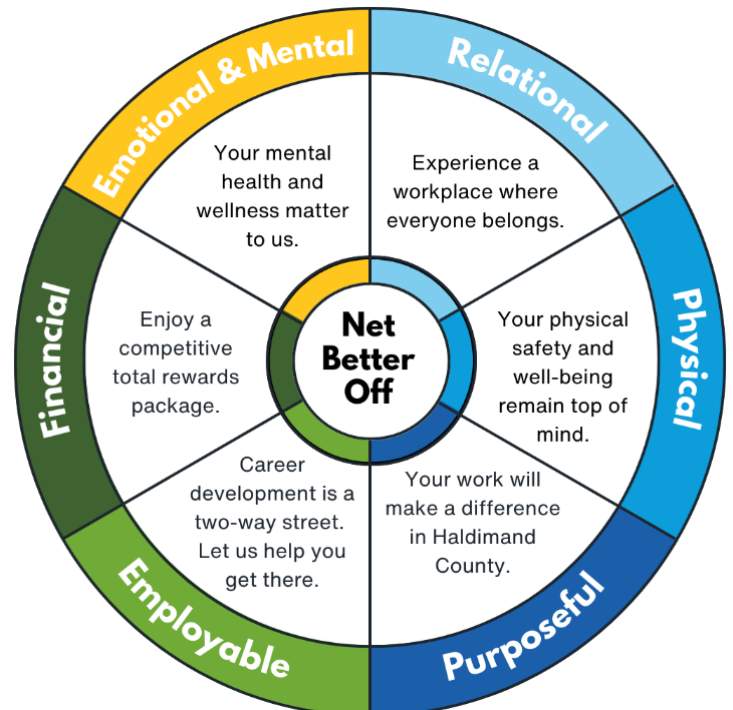 Emotional & Mental
Your mental
health and
wellness matter
to us.
Relational
Experience a
workplace where
everyone belongs.
Physical
Your physical
safety and
well-being
remain top of
mind.
Purposeful
Your work will
make a difference
in Haldimand
County.
Employable
Career
development is a
two-way street.
Let us help you
get there.
Financial
Enjoy a
competitive
total rewards
package.
Net
Better
Off